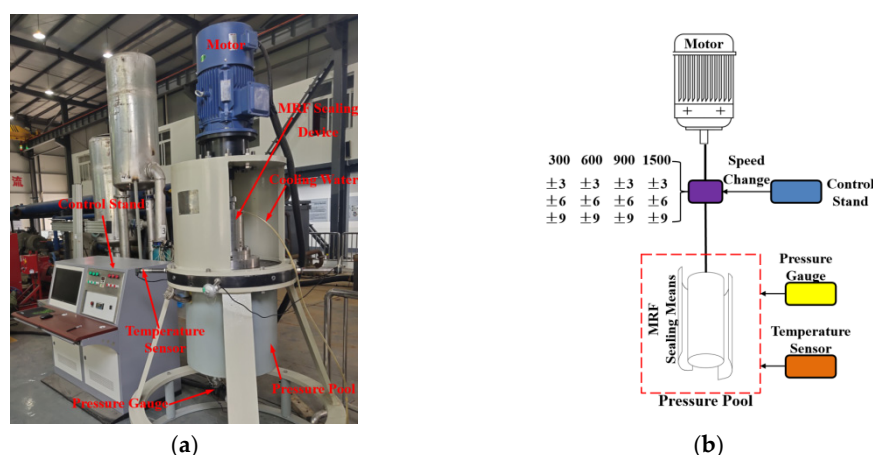 Motor
MRF Sealing
Device
Cooling Water
流
Control Stand
Temperature
Sensor
Pressure Gauge
Pressure Pool
(a)
Motor
300 600 900 1500
±3 ±3 ±3 ±3
±6 ±6 ±6 ±6
±9 ±9 ±9 ±9
Speed
Change
Control
Stand
MRF
Sealing Means
Pressure
Gauge
Temperature
Sensor
Pressure Pool
(b)